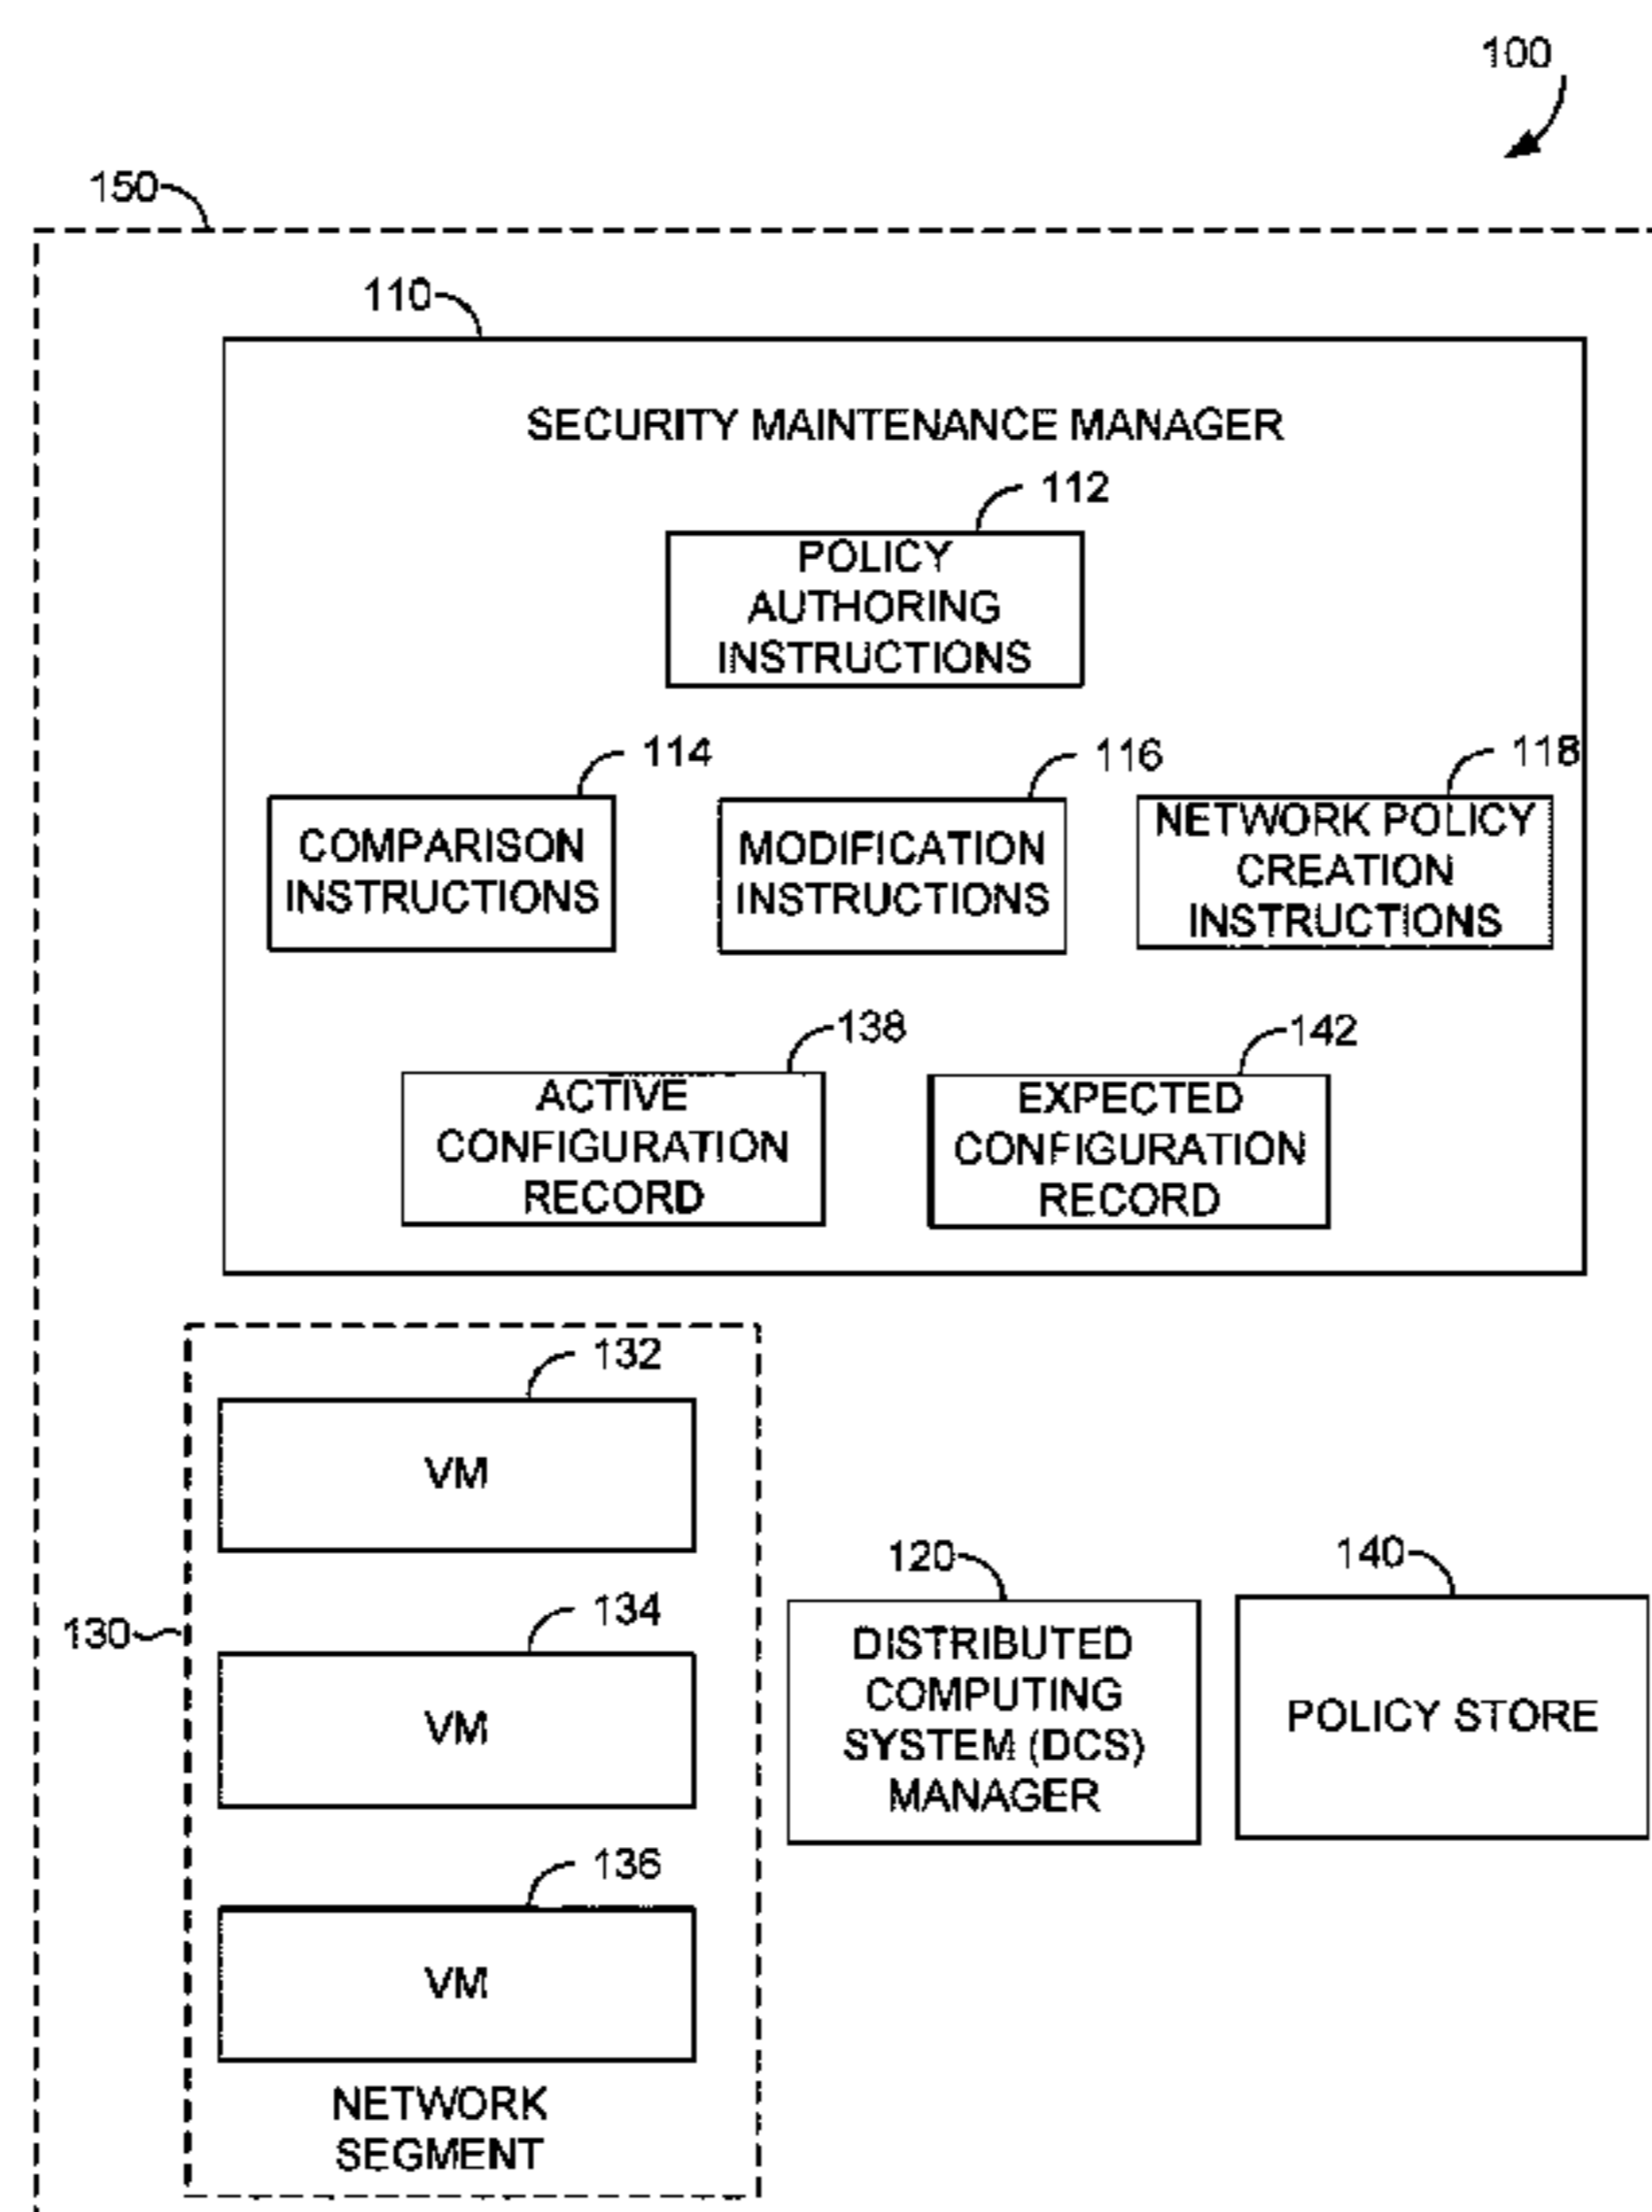 100
150
110
SECURITY MAINTENANCE MANAGER
112
POLICY
AUTHORING
INSTRUCTIONS
114
COMPARISON
INSTRUCTIONS
116
MODIFICATION
INSTRUCTIONS
118
NETWORK POLICY
CREATION
INSTRUCTIONS
138
ACTIVE
CONFIGURATION
RECORD
142
EXPECTED
CONFIGURATION
RECORD
132
VM
130
134
VM
136
VM
NETWORK
SEGMENT
120
DISTRIBUTED
COMPUTING
SYSTEM (DCS)
MANAGER
140
POLICY STORE